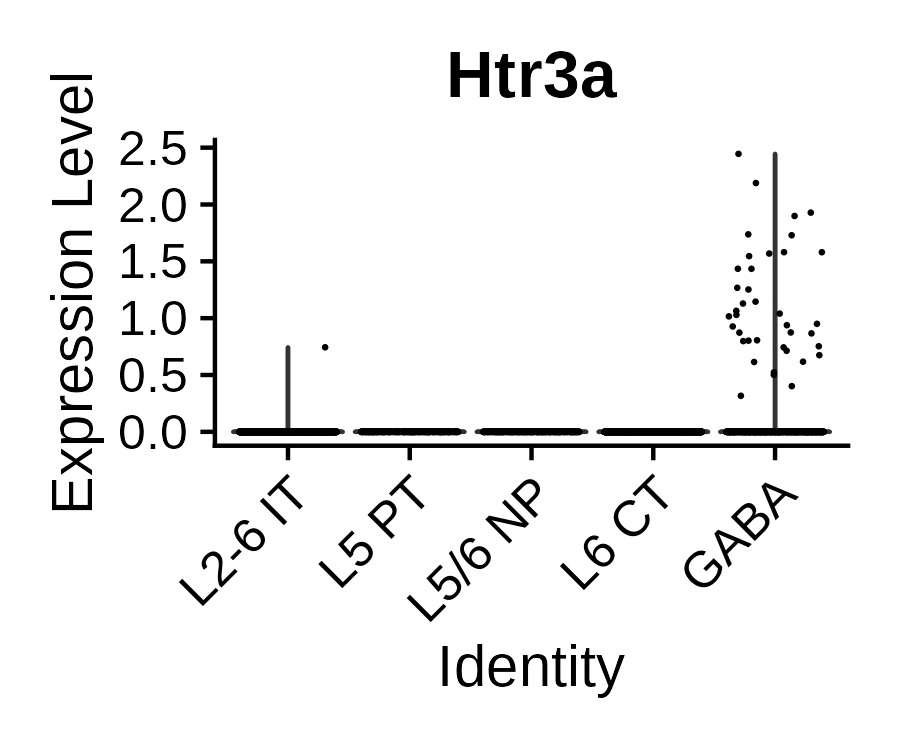 Htr3a
Expression Level
2.5
2.0
1.5
1.0
0.5
0.0
L2-6 IT
L5 PT
L5/6 NP
L6 CT
GABA
Identity